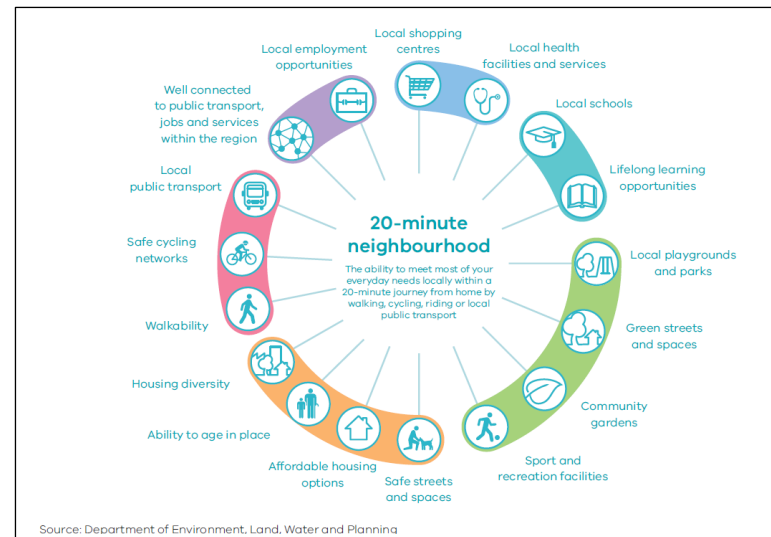 Local shopping
centres
Local health
facilities and services
Local schools
Lifelong learning
opportunities
Local playgrounds
and parks
Green streets
and spaces
Community
gardens
Sport and
recreation facilities
Safe streets
and spaces
Affordable housing
options
Ability to age in place
Housing diversity
Walkability
Safe cycling
networks
Local
public transport
Well connected
to public transport,
jobs and services
within the region
Local employment
opportunities
20-minute
neighbourhood
The ability to meet most of your
everyday needs locally within a
20-minute journey from home by
walking, cycling, riding or local
public transport
Source: Department of Environment, Land, Water and Planning